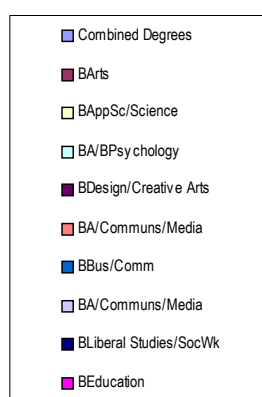 Combined Degrees
BArts
BAppSc/Science
BA/BPsychology
BDesign/Creative Arts
BA/Communs/Media
BBus/Comm
BA/Communs/Media
BLiberal Studies/SocWk
BEducation